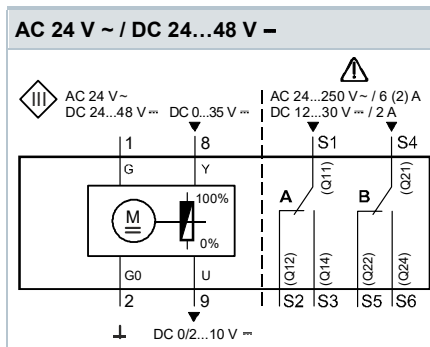 AC 24 V ~ / DC 24...48 V ⎓
III
AC 24 V ~
DC 24...48 V ⎓
DC 0...35 V ⎓
AC 24...250 V ~ / 6 (2) A
DC 12...30 V ⎓ / 2 A
1
8
S1
S4
G
Y
(Q11)
(Q21)
100%
M
0%
A
B
G0
U
(Q12)
(Q14)
(Q22)
(Q24)
2
9
S2
S3
S5
S6
DC 0/2...10 V ⎓